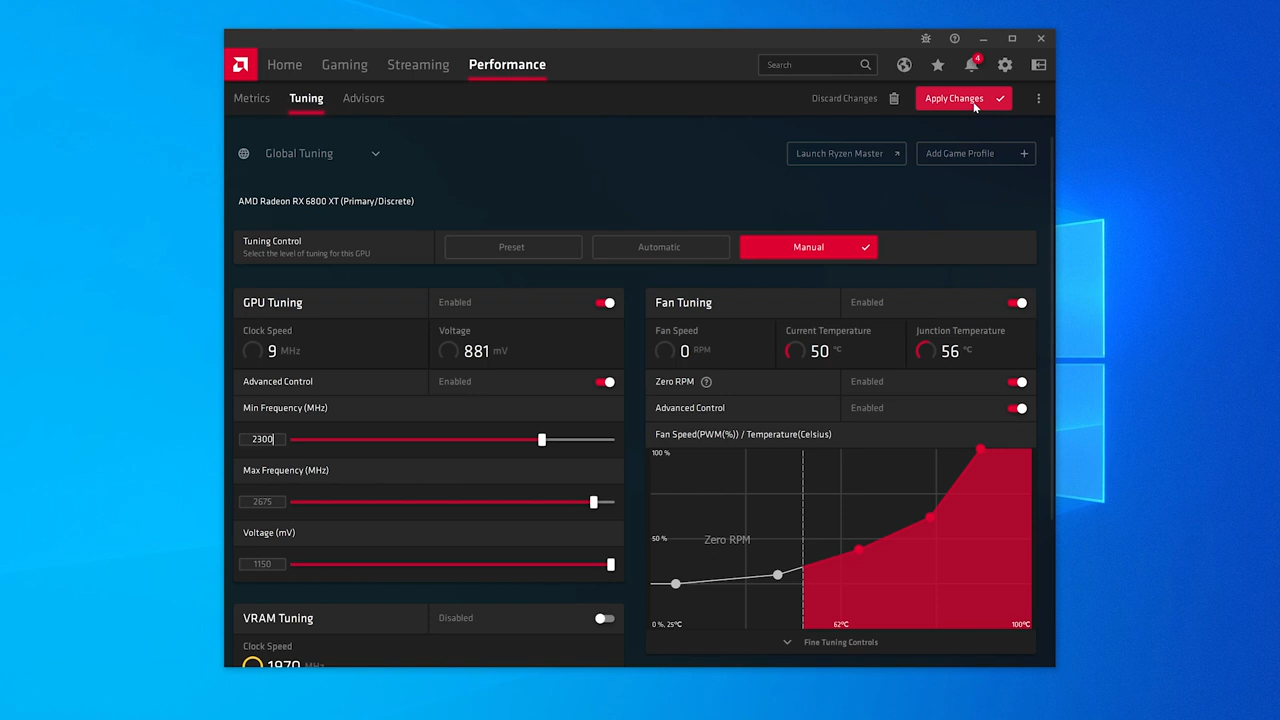 Home Gaming Streaming Performance Search 4
Metrics Tuning Advisors Discard Changes Apply Changes
Global Tuning Launch Ryzen Master Add Game Profile
AMD Radeon RX 6800 XT (Primary/Discrete)
Tuning Control
Select the level of tuning for this GPU
Preset Automatic Manual
GPU Tuning Enabled
Clock Speed Voltage
9 MHz 881 mV
Advanced Control Enabled
Min Frequency (MHz)
2300
Max Frequency (MHz)
2675
Voltage (mV)
1150
VRAM Tuning Disabled
Clock Speed
1970 MHz
Fan Tuning Enabled
Fan Speed Current Temperature Junction Temperature
0 RPM 50 °C 56 °C
Zero RPM ? Enabled
Advanced Control Enabled
Fan Speed(PWM(%)) / Temperature(Celsius)
100 %
50 %
Zero RPM
0 %, 25°C 62°C 100°C
Fine Tuning Controls